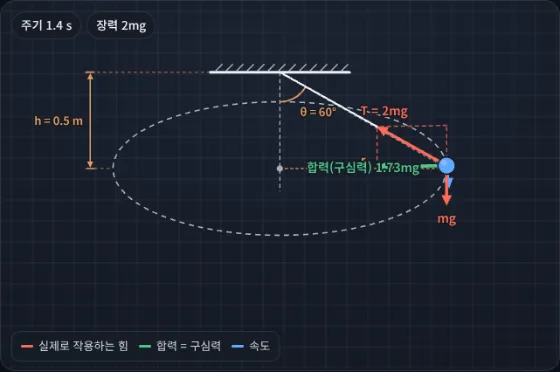 주기 1.4 s
장력 2mg
h = 0.5 m
θ = 60°
T = 2mg
합력(구심력) 1.73mg
mg
실제로 작용하는 힘
합력 = 구심력
속도